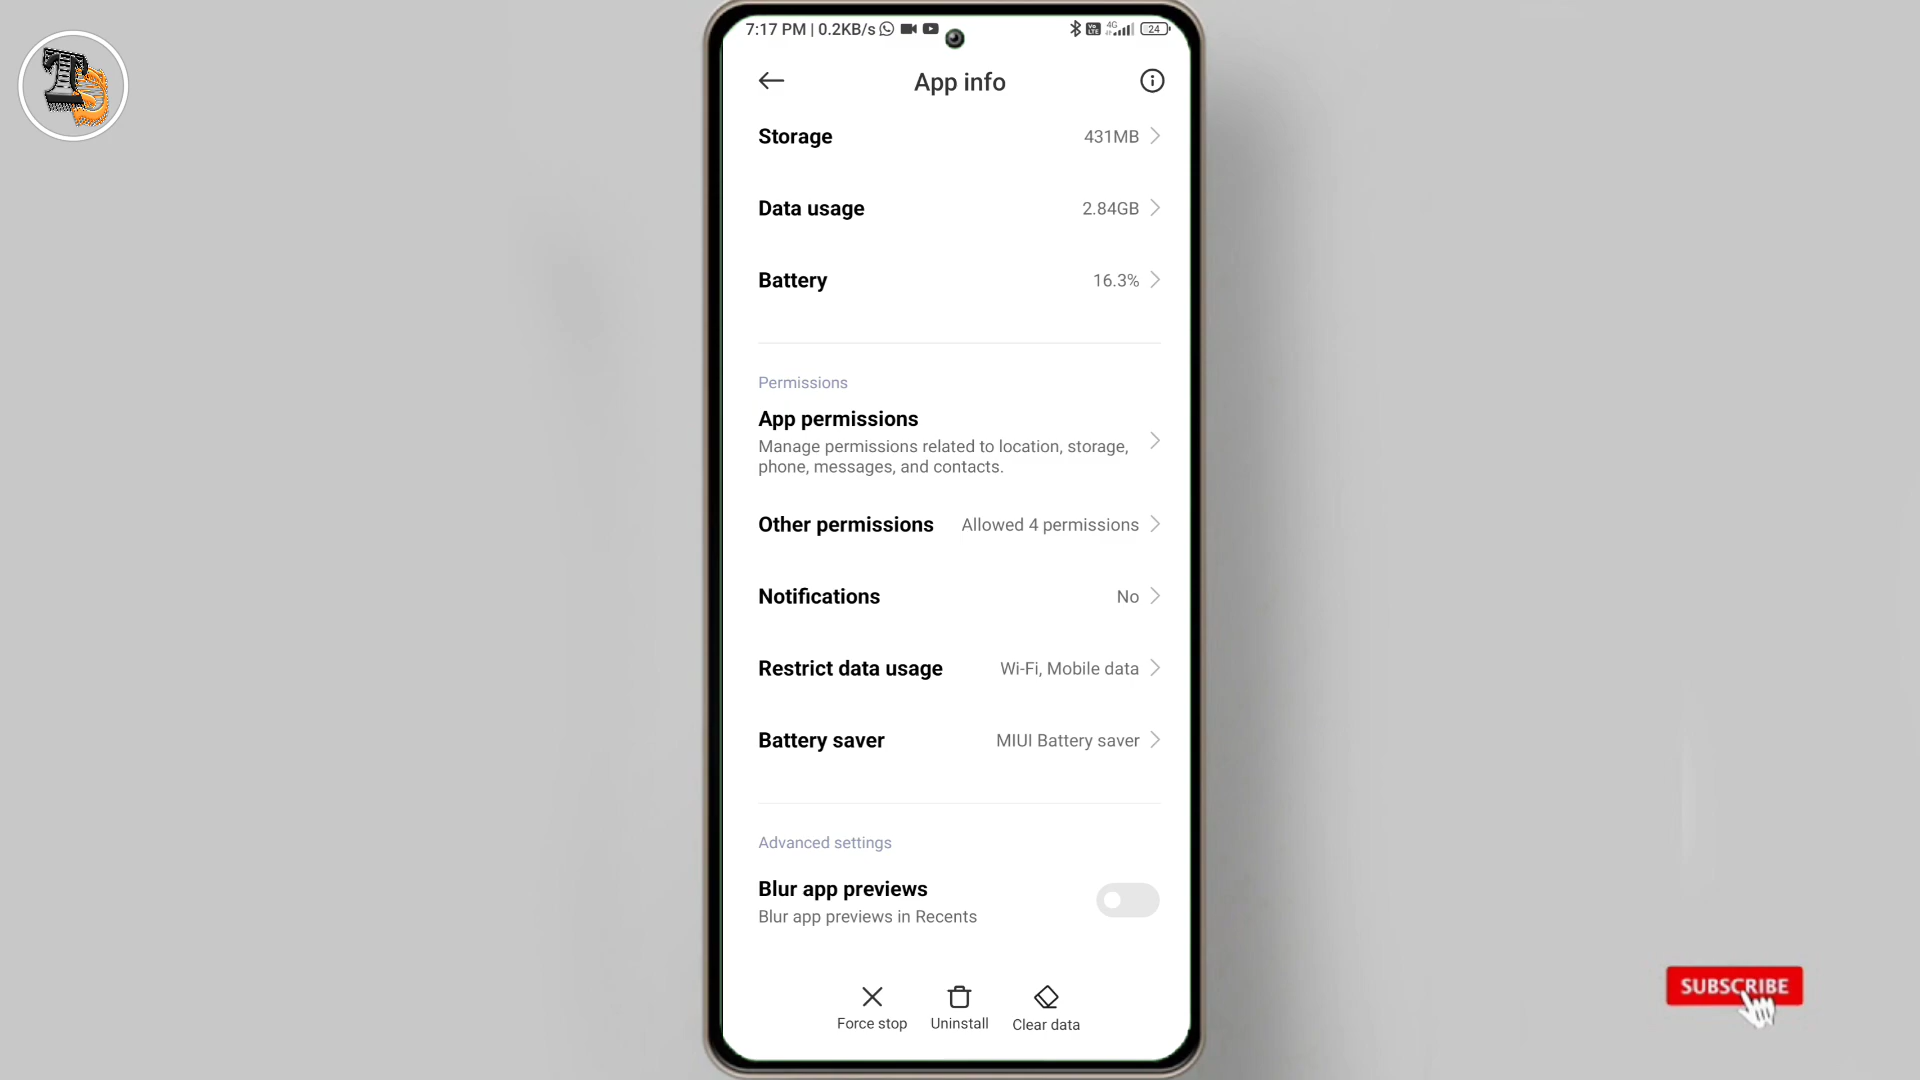 7:17 PM | 0.2KB/s
4G
24
App info
Storage 431MB
Data usage 2.84GB
Battery 16.3%
Permissions
App permissions
Manage permissions related to location, storage,
phone, messages, and contacts.
Other permissions Allowed 4 permissions
Notifications No
Restrict data usage Wi-Fi, Mobile data
Battery saver MIUI Battery saver
Advanced settings
Blur app previews
Blur app previews in Recents
Force stop Uninstall Clear data
SUBSCRIBE